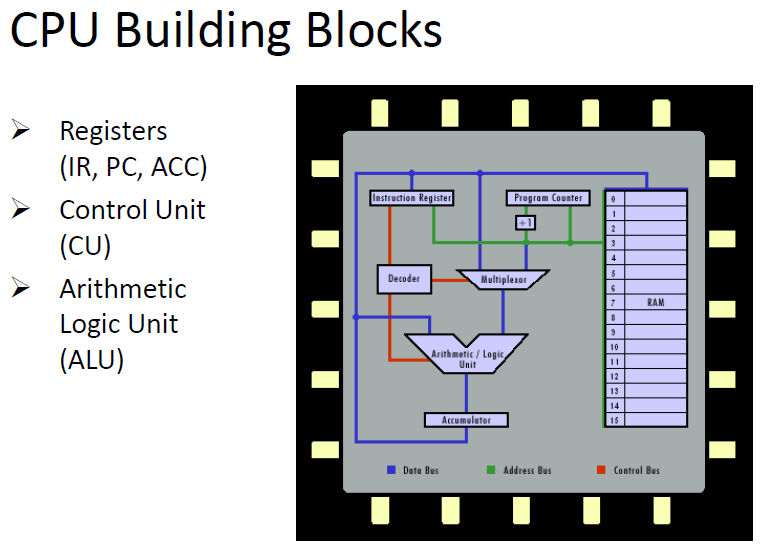 CPU Building Blocks
Registers
(IR, PC, ACC)
Control Unit
(CU)
Arithmetic
Logic Unit
(ALU)
Instruction Register
Program Counter
+1
Decoder
Multiplexor
Arithmetic / Logic
Unit
Accumulator
0
1
2
3
4
5
6
7
RAM
8
9
10
11
12
13
14
15
Data Bus
Address Bus
Control Bus